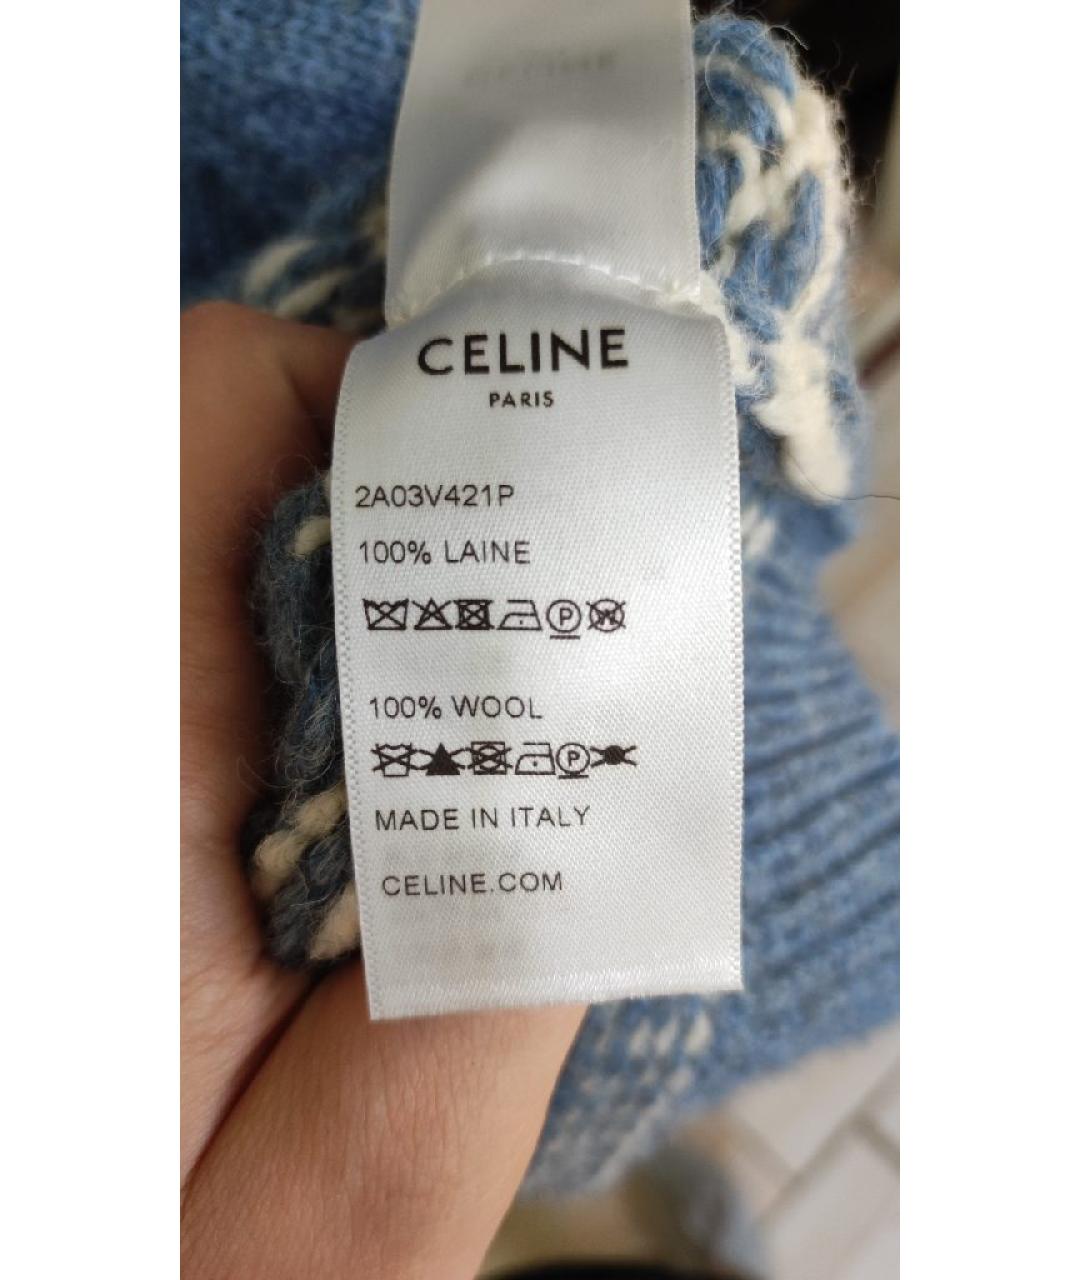 CELINE
PARIS
2A03V421P
100% LAINE
P W
100% WOOL
P
MADE IN ITALY
CELINE.COM